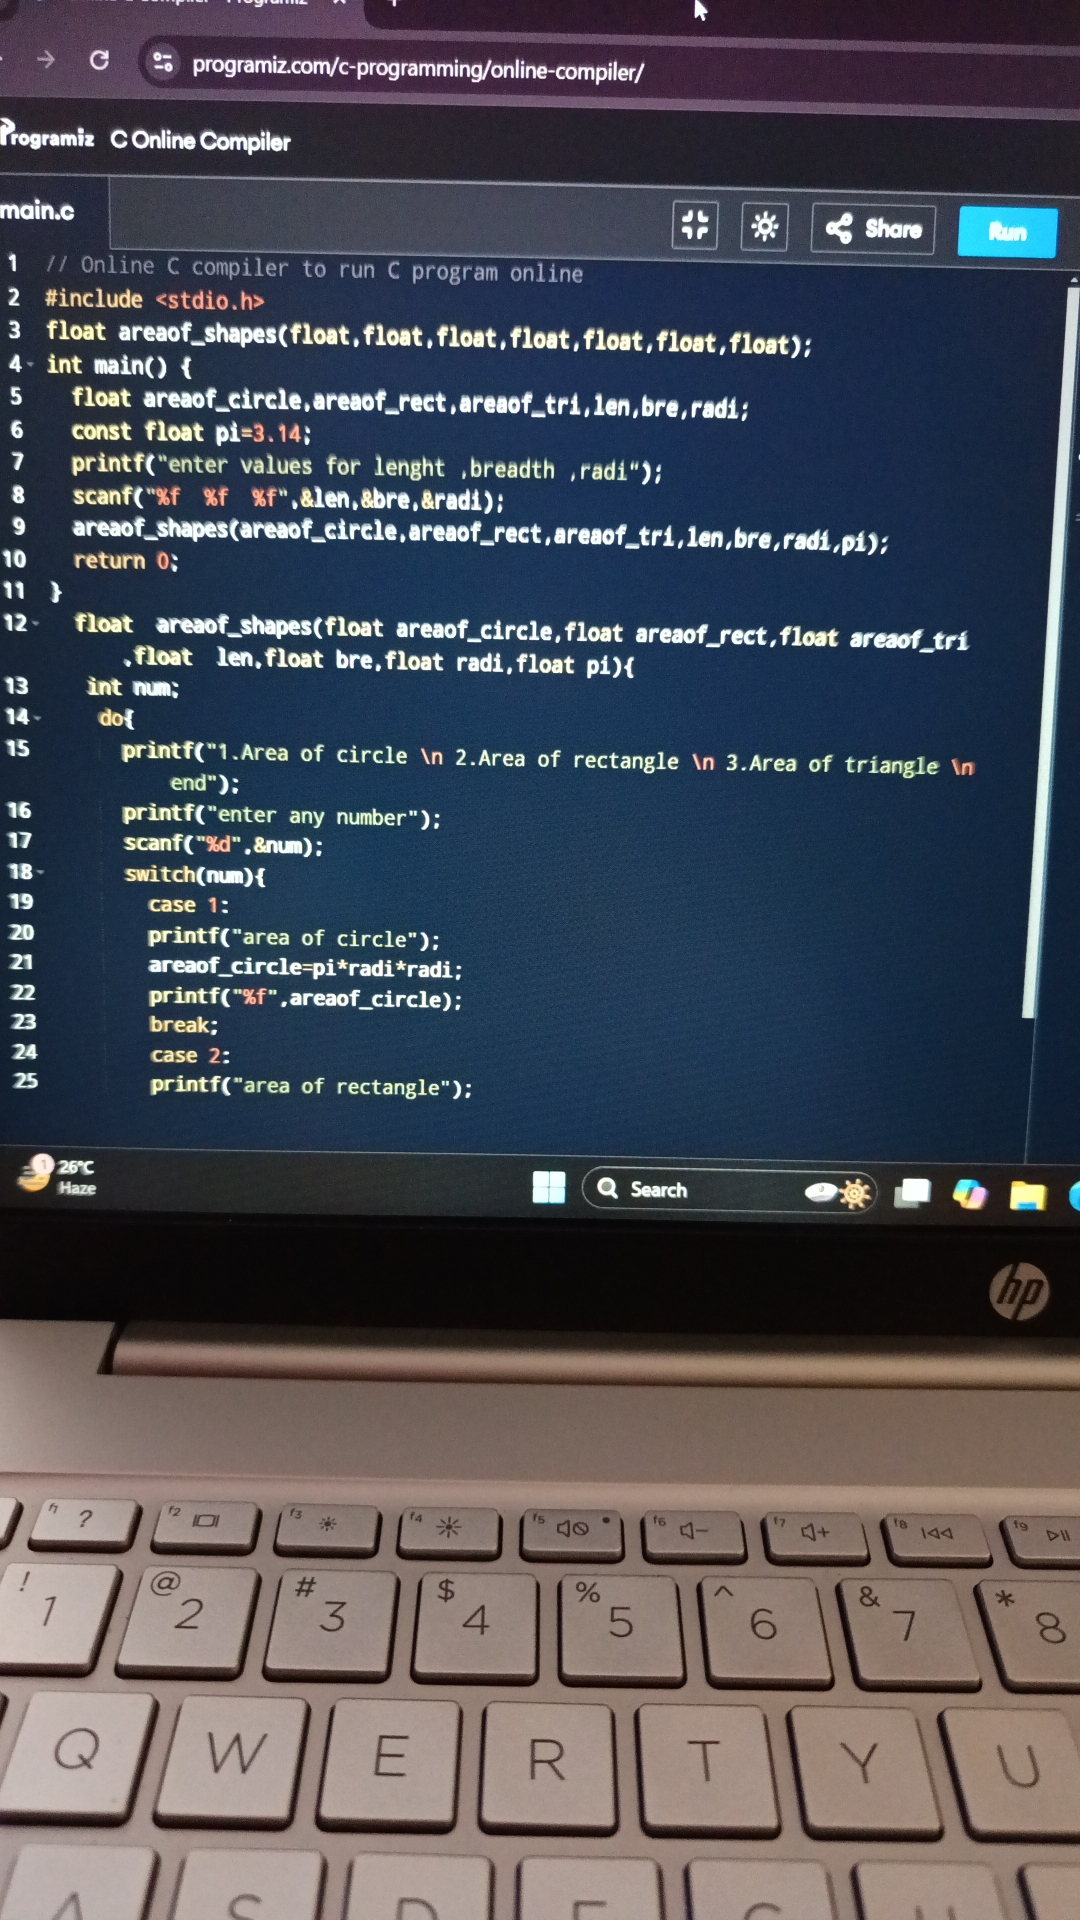 programiz.com/c-programming/online-compiler/
Programiz C Online Compiler
main.c
Share
Run
1 // Online C compiler to run C program online
2 #include <stdio.h>
3 float areaof_shapes(float,float,float,float,float,float,float);
4 int main() {
5 float areaof_circle,areaof_rect,areaof_tri,len,bre,radi;
6 const float pi=3.14;
7 printf("enter values for lenght ,breadth ,radi");
8 scanf("%f  %f  %f",&len,&bre,&radi);
9 areaof_shapes(areaof_circle,areaof_rect,areaof_tri,len,bre,radi,pi);
10 return 0;
11 }
12 float  areaof_shapes(float areaof_circle,float areaof_rect,float areaof_tri
,float  len,float bre,float radi,float pi){
13 int num;
14 do{
15 printf("1.Area of circle \n 2.Area of rectangle \n 3.Area of triangle \n
end");
16 printf("enter any number");
17 scanf("%d",&num);
18 switch(num){
19 case 1:
20 printf("area of circle");
21 areaof_circle=pi*radi*radi;
22 printf("%f",areaof_circle);
23 break;
24 case 2:
25 printf("area of rectangle");
1
26°C
Haze
Search
hp
f1 ? f2 f3 f4 f5 f6 f7 f8 f9
! 1 @ 2 # 3 $ 4 % 5 ^ 6 & 7 * 8
Q W E R T Y U